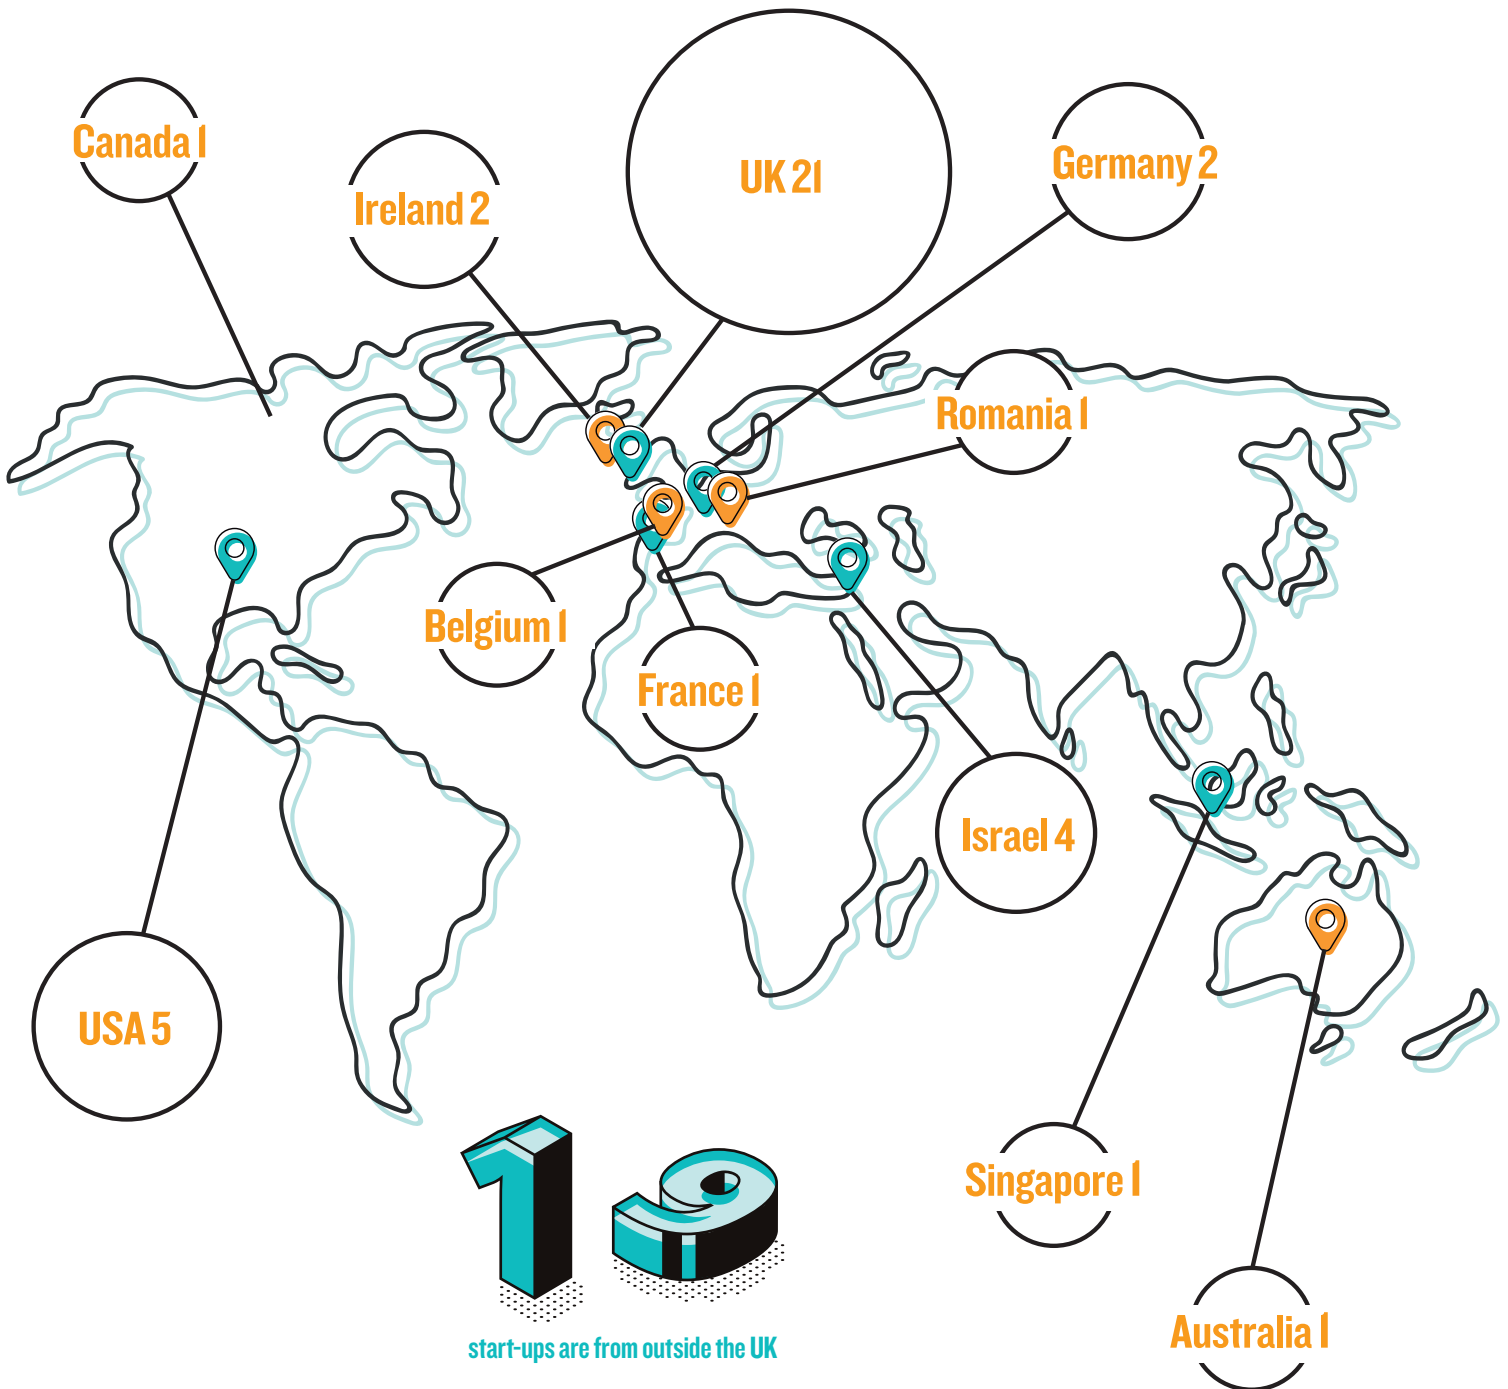 Canada 1
Ireland 2
UK 21
Germany 2
Romania 1
Belgium 1
France 1
Israel 4
USA 5
Singapore 1
Australia 1
19
start-ups are from outside the UK